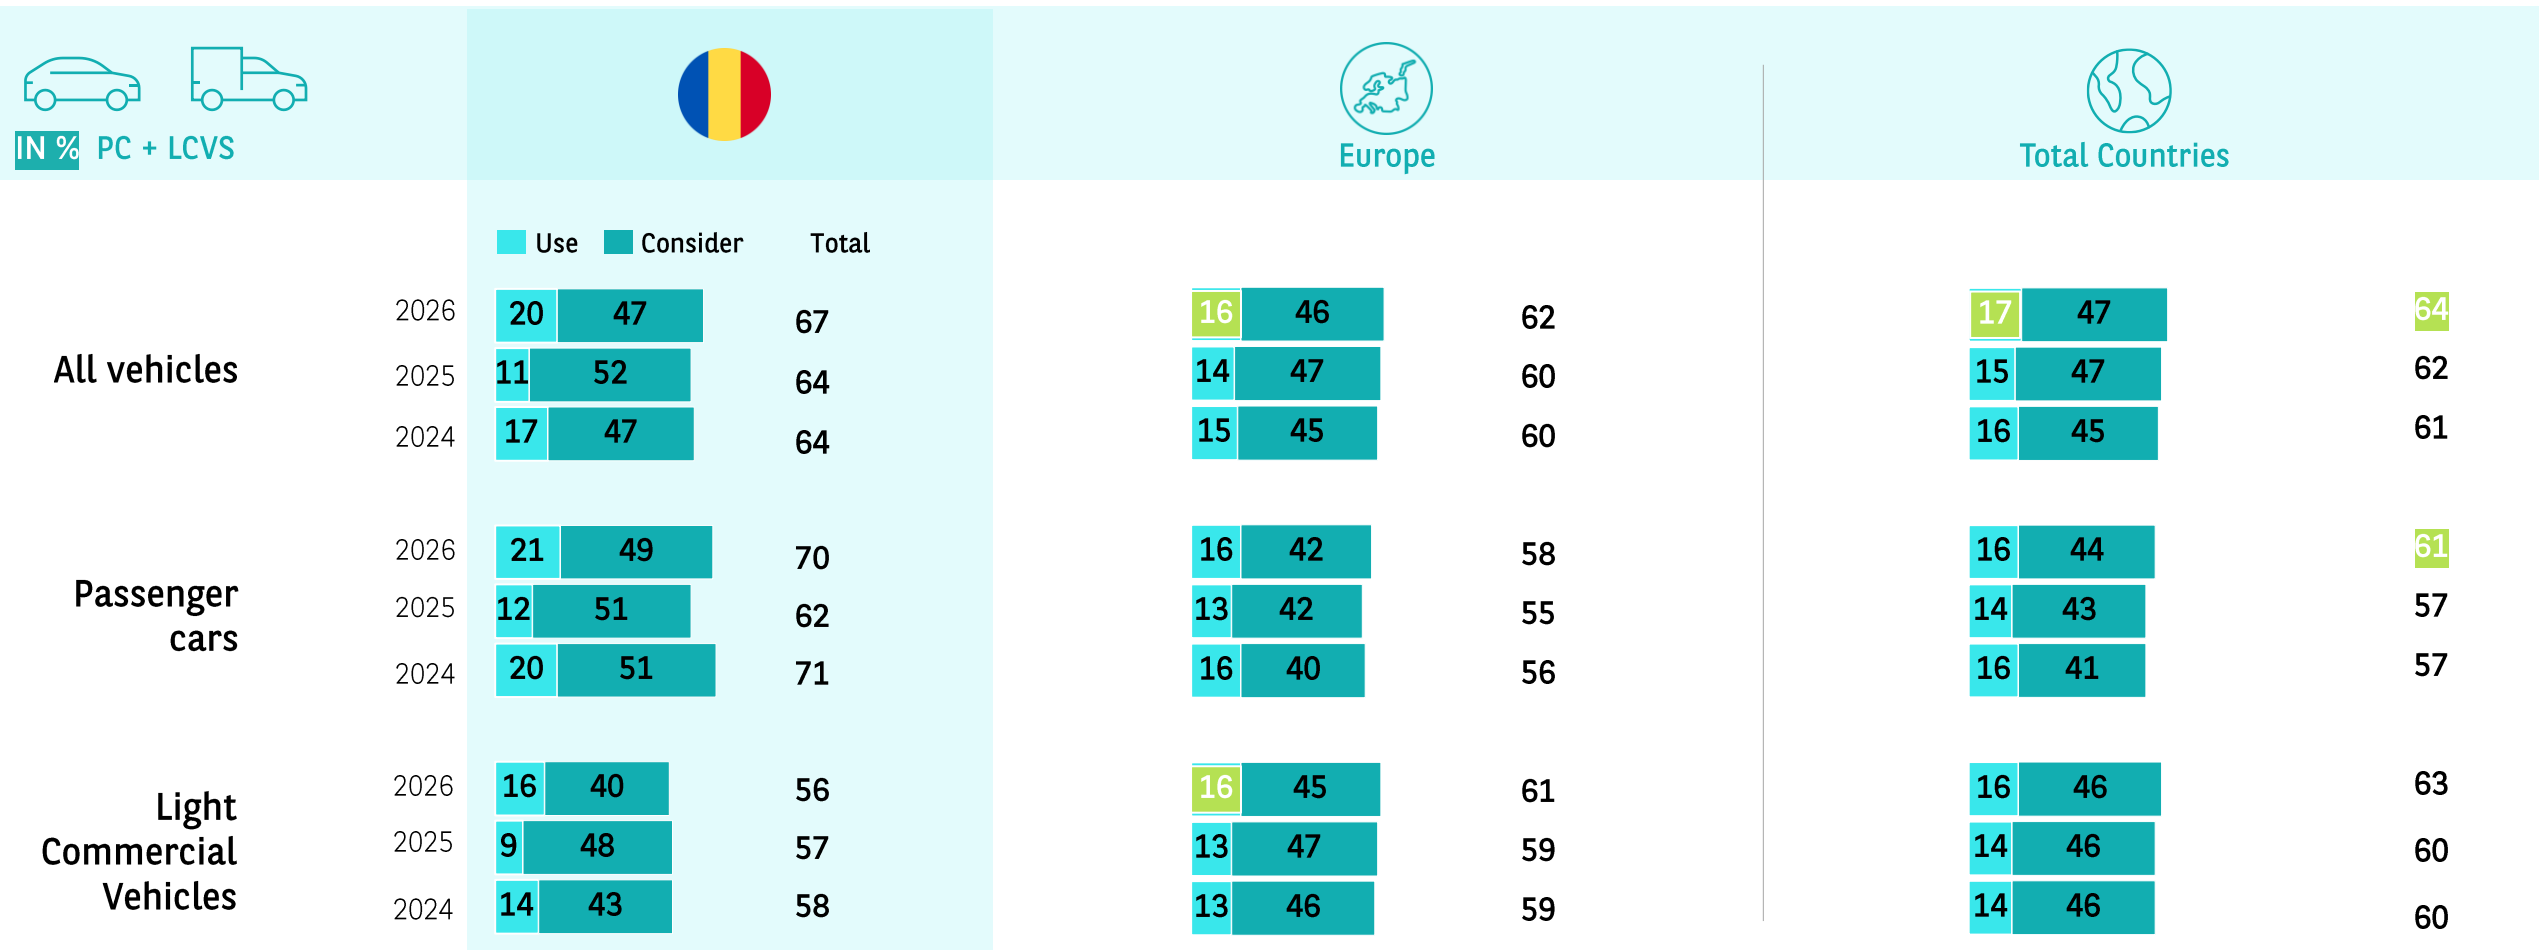 IN % PC + LCVS
Europe
Total Countries
Use Consider Total
All vehicles
2026 20 47 67 16 46 62 17 47 64
2025 11 52 64 14 47 60 15 47 62
2024 17 47 64 15 45 60 16 45 61
Passenger
cars
2026 21 49 70 16 42 58 16 44 61
2025 12 51 62 13 42 55 14 43 57
2024 20 51 71 16 40 56 16 41 57
Light
Commercial
Vehicles
2026 16 40 56 16 45 61 16 46 63
2025 9 48 57 13 47 59 14 46 60
2024 14 43 58 13 46 59 14 46 60